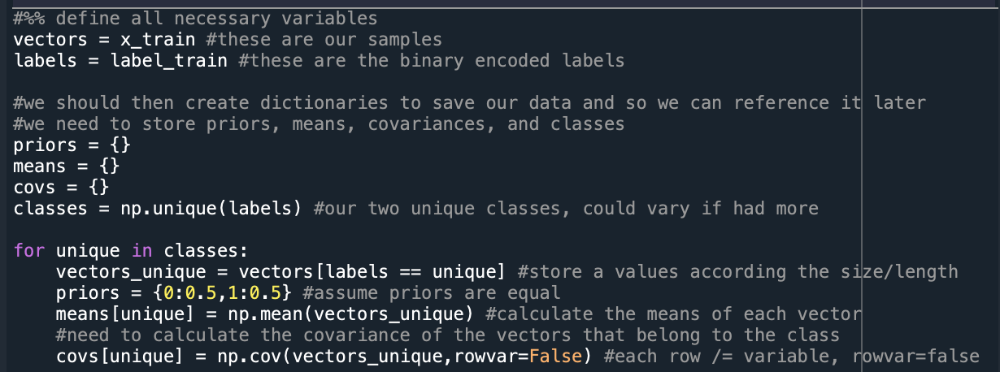 #%% define all necessary variables
vectors = x_train #these are our samples
labels = label_train #these are the binary encoded labels
#we should then create dictionaries to save our data and so we can reference it later
#we need to store priors, means, covariances, and classes
priors = {}
means = {}
covs = {}
classes = np.unique(labels) #our two unique classes, could vary if had more
for unique in classes:
    vectors_unique = vectors[labels == unique] #store a values according the size/length
    priors = {0:0.5,1:0.5} #assume priors are equal
    means[unique] = np.mean(vectors_unique) #calculate the means of each vector
    #need to calculate the covariance of the vectors that belong to the class
    covs[unique] = np.cov(vectors_unique,rowvar=False) #each row /= variable, rowvar=false